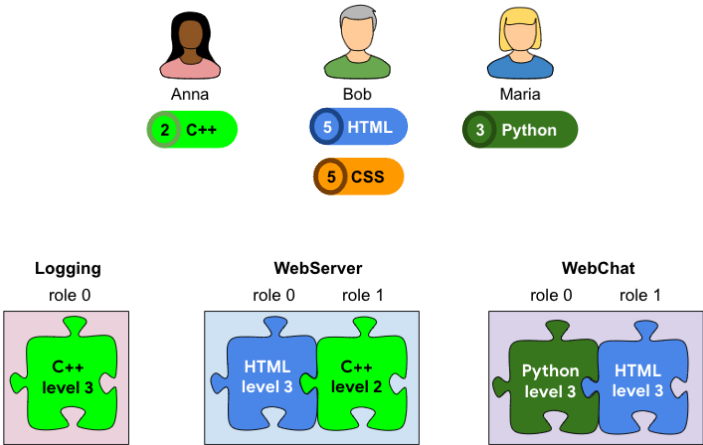 Anna Bob Maria
2 C++ 5 HTML 3 Python
5 CSS
Logging WebServer WebChat
role 0 role 0 role 1 role 0 role 1
C++ level 3
HTML level 3
C++ level 2
Python level 3
HTML level 3